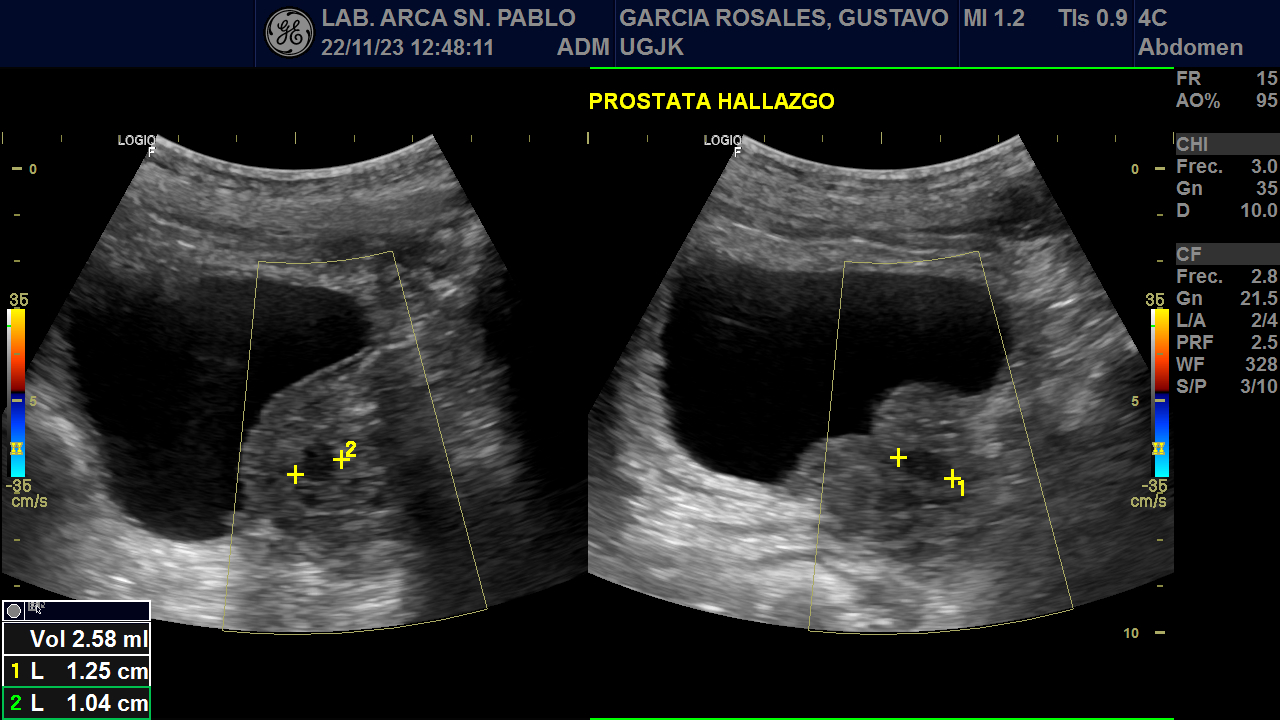 LAB. ARCA SN. PABLO
22/11/23 12:48:11 ADM
GARCIA ROSALES, GUSTAVO
UGJK
MI 1.2 TIs 0.9
4C
Abdomen
PROSTATA HALLAZGO
LOGIQ
F
0
5
35
-35
cm/s
2
LOGIQ
F
0
5
10
35
-35
cm/s
1
FR 15
AO% 95
CHI
Frec. 3.0
Gn 35
D 10.0
CF
Frec. 2.8
Gn 21.5
L/A 2/4
PRF 2.5
WF 328
S/P 3/10
Vol 2.58 ml
1 L 1.25 cm
2 L 1.04 cm